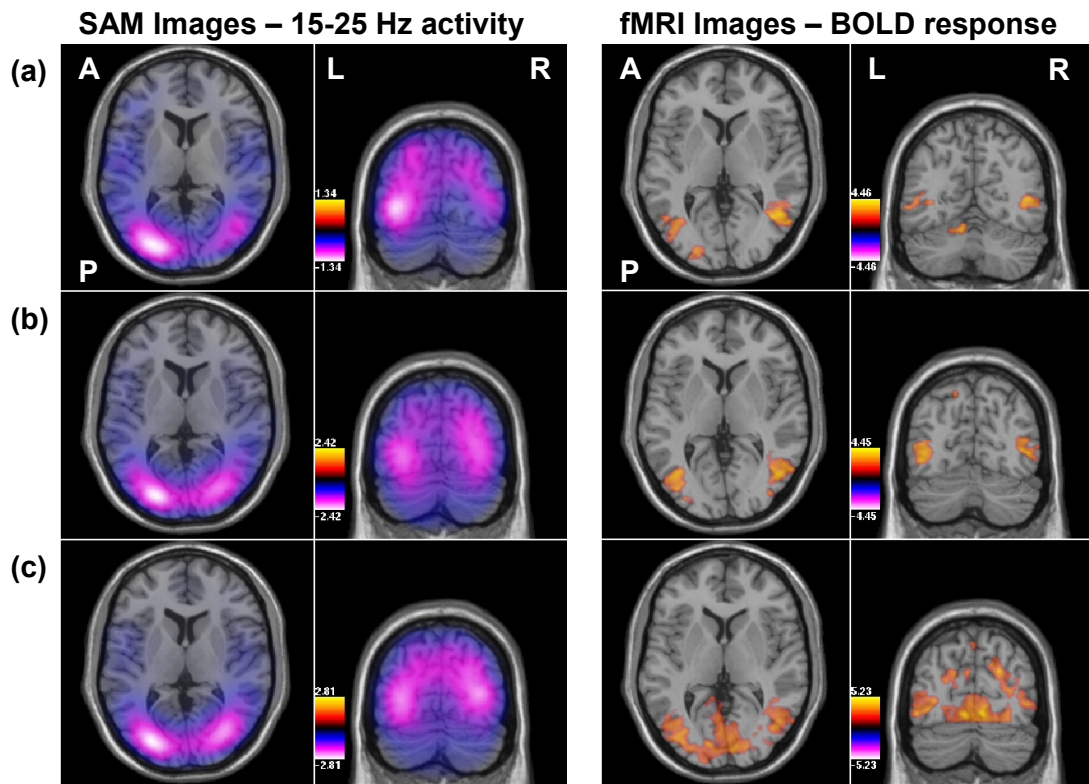 SAM Images – 15-25 Hz activity
fMRI Images – BOLD response
(a)
A
L
R
A
L
R
1.34
-1.34
4.46
-4.46
P
P
(b)
2.42
-2.42
4.45
-4.45
(c)
2.81
-2.81
5.23
-5.23